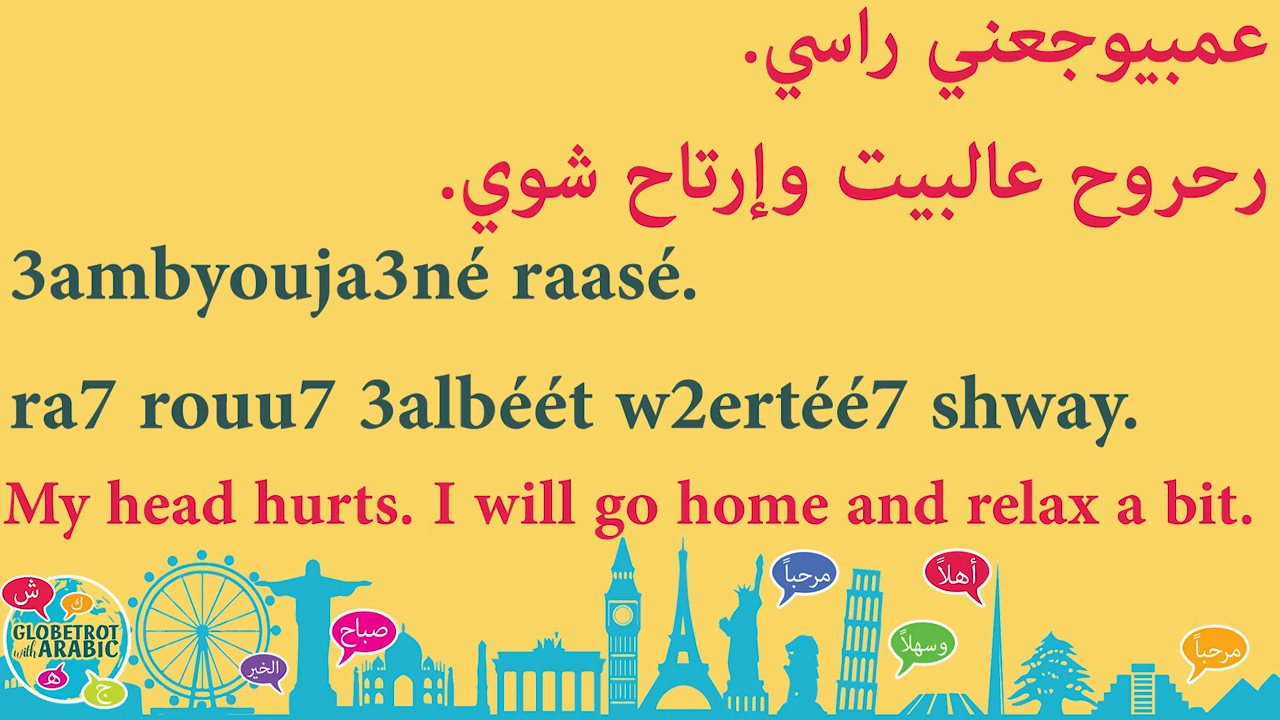 عمبيوجعني راسي.
رحروح عالبيت وإرتاح شوي.
3ambyouja3né raasé.
ra7 rouu7 3albéét w2ertéé7 shway.
My head hurts. I will go home and relax a bit.
ش
ك
GLOBETROT
with ARABIC
ه
ج
الخير
صباح
مرحباً
أهلاً
وسهلاً
مرحباً